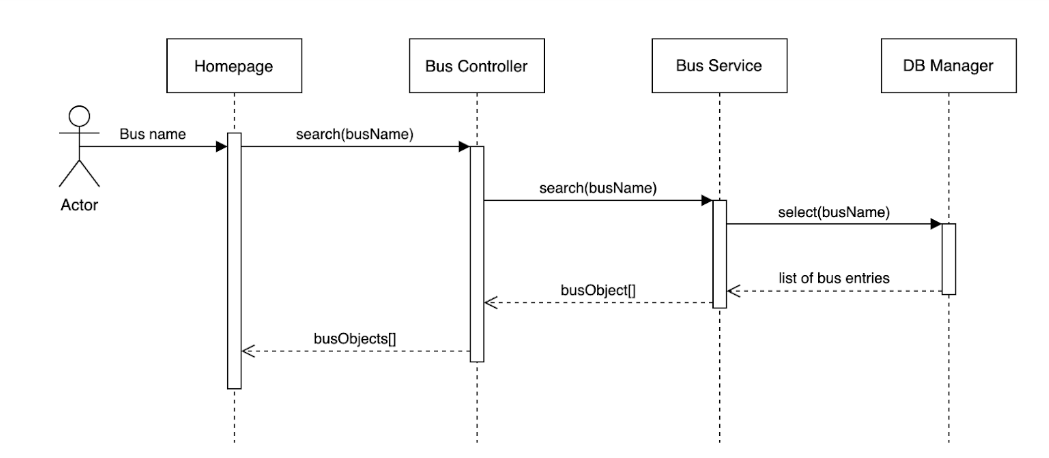 Homepage
Bus Controller
Bus Service
DB Manager
Bus name
search(busName)
Actor
search(busName)
select(busName)
list of bus entries
busObject[]
busObjects[]